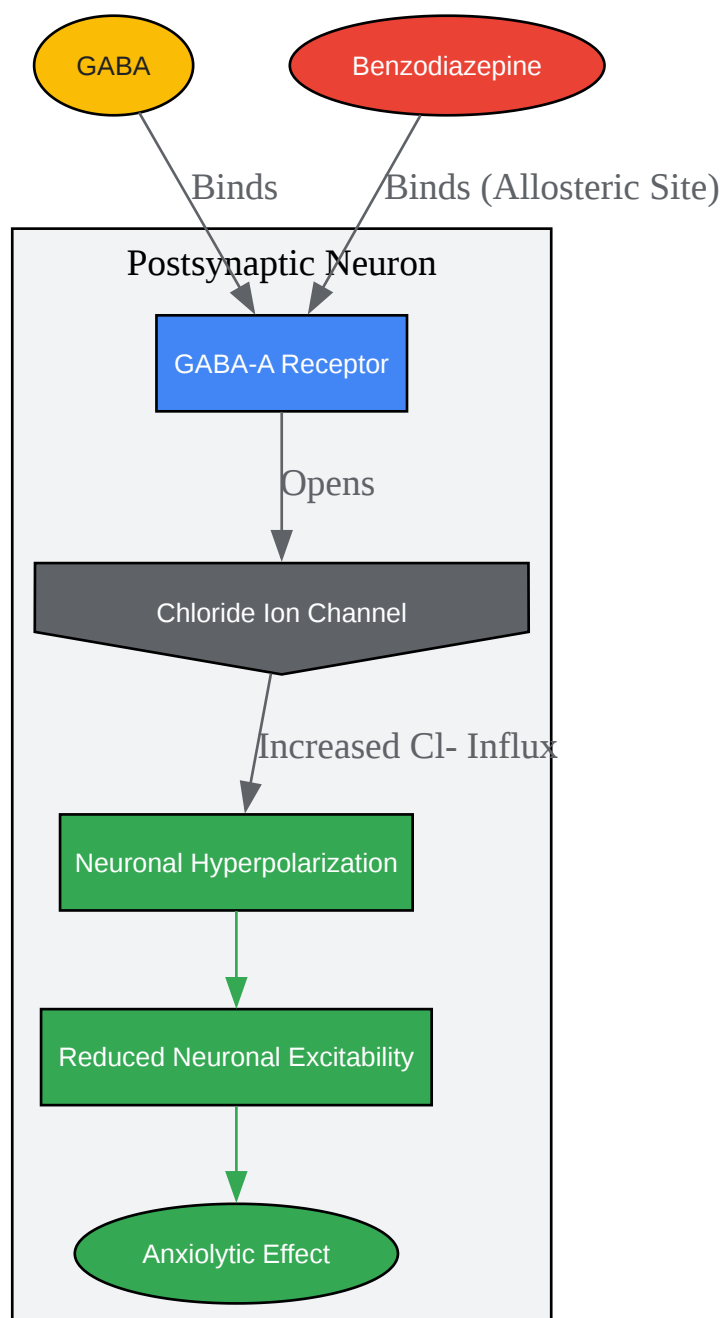 GABA
Benzodiazepine
Binds
Binds (Allosteric Site)
Postsynaptic Neuron
GABA-A Receptor
Opens
Chloride Ion Channel
Increased Cl- Influx
Neuronal Hyperpolarization
Reduced Neuronal Excitability
Anxiolytic Effect